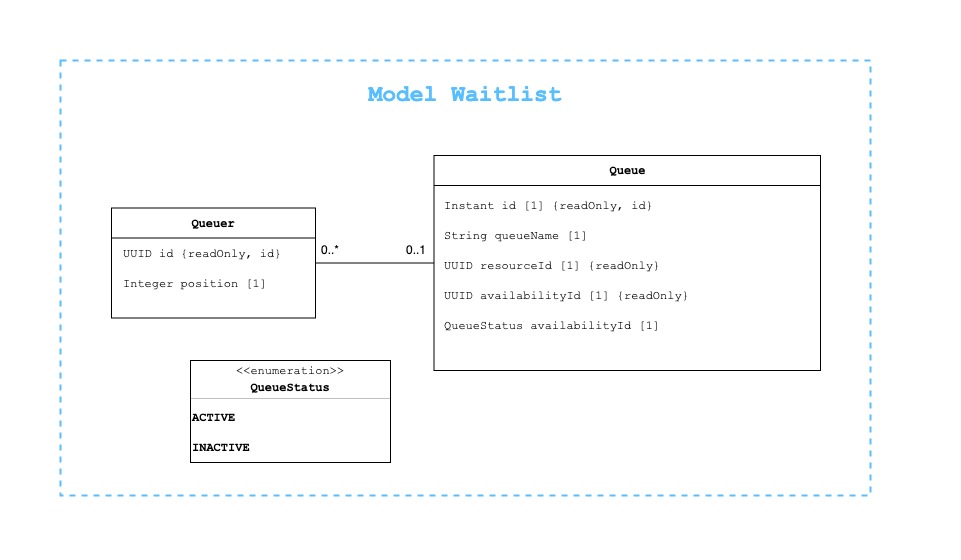 Model Waitlist
Queuer
UUID id {readOnly, id}
Integer position [1]
0..*
0..1
Queue
Instant id [1] {readOnly, id}
String queueName [1]
UUID resourceId [1] {readOnly}
UUID availabilityId [1] {readOnly}
QueueStatus availabilityId [1]
<<enumeration>>
QueueStatus
ACTIVE
INACTIVE